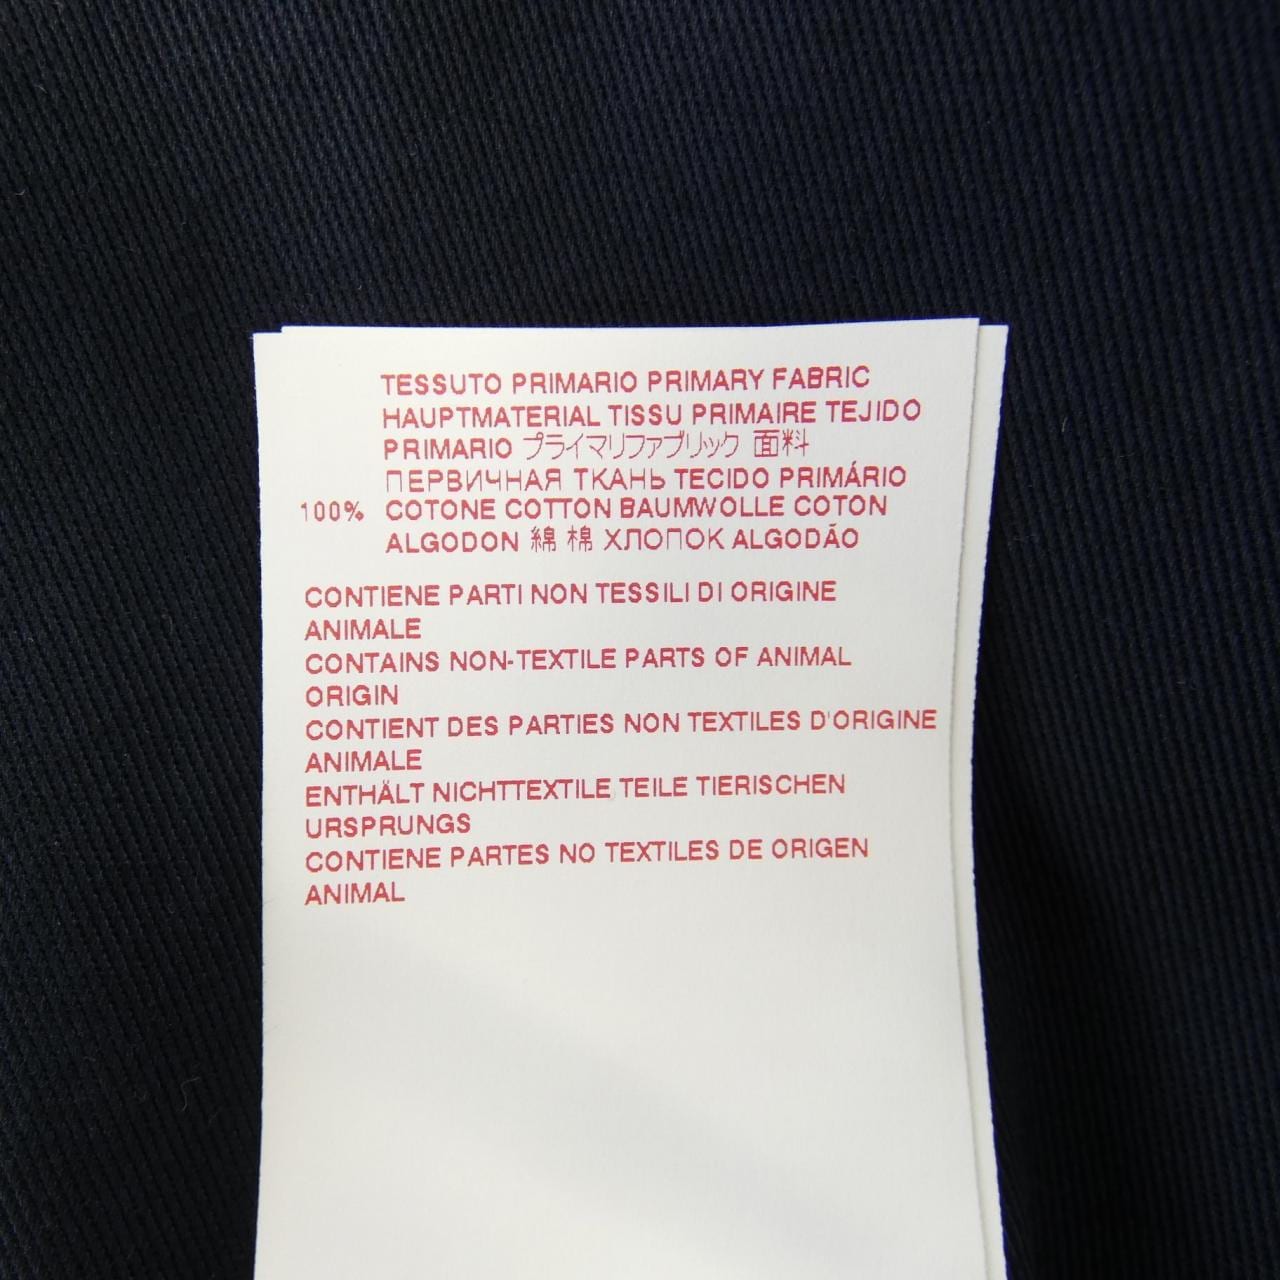 TESSUTO PRIMARIO PRIMARY FABRIC
HAUPTMATERIAL TISSU PRIMAIRE TEJIDO
PRIMARIO プライマリファブリック 面料
ПЕРВИЧНАЯ ТКАНЬ TECIDO PRIMÁRIO
100% COTONE COTTON BAUMWOLLE COTON
ALGODON 綿 棉 ХЛОПОК ALGODÃO
CONTIENE PARTI NON TESSILI DI ORIGINE
ANIMALE
CONTAINS NON-TEXTILE PARTS OF ANIMAL
ORIGIN
CONTIENT DES PARTIES NON TEXTILES D'ORIGINE
ANIMALE
ENTHÄLT NICHTTEXTILE TEILE TIERISCHEN
URSPRUNGS
CONTIENE PARTES NO TEXTILES DE ORIGEN
ANIMAL